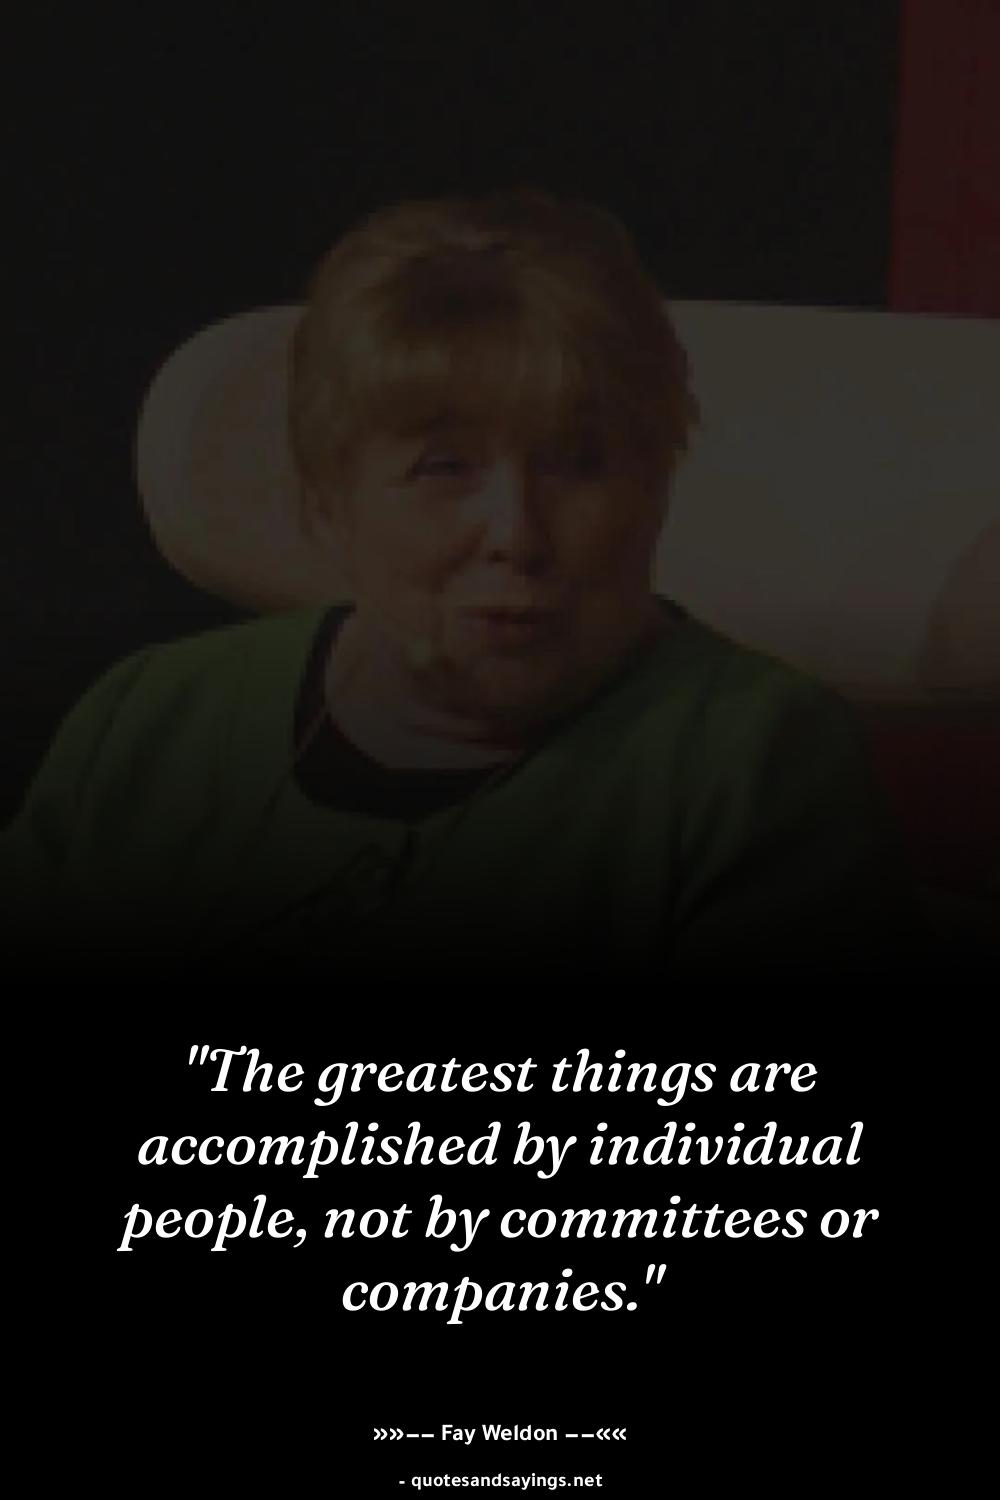 "The greatest things are
accomplished by individual
people, not by committees or
companies."
»»–– Fay Weldon ––««
- quotesandsayings.net